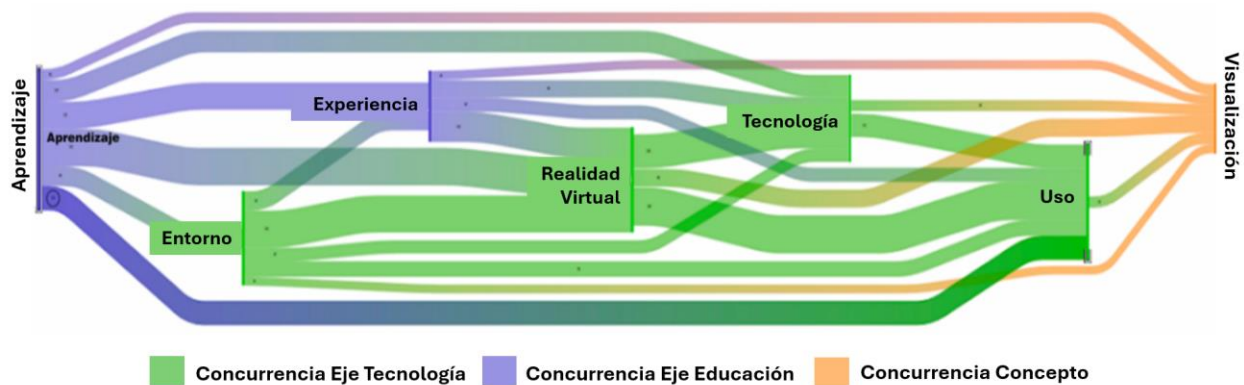 Aprendizaje
Aprendizaje
Experiencia
Entorno
Realidad
Virtual
Tecnología
Uso
Visualización
Concurrencia Eje Tecnología
Concurrencia Eje Educación
Concurrencia Concepto